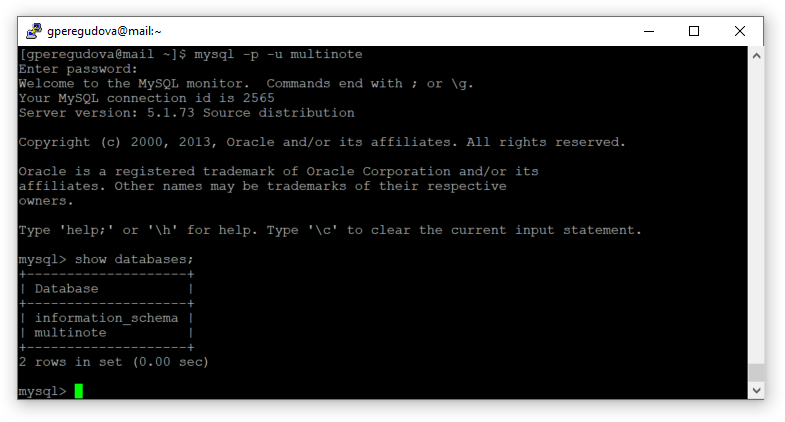 gperegudova@mail:~
[gperegudova@mail ~]$ mysql -p -u multinote
Enter password:
Welcome to the MySQL monitor.  Commands end with ; or \g.
Your MySQL connection id is 2565
Server version: 5.1.73 Source distribution
Copyright (c) 2000, 2013, Oracle and/or its affiliates. All rights reserved.
Oracle is a registered trademark of Oracle Corporation and/or its
affiliates. Other names may be trademarks of their respective
owners.
Type 'help;' or '\h' for help. Type '\c' to clear the current input statement.
mysql> show databases;
+--------------------+
| Database           |
+--------------------+
| information_schema |
| multinote          |
+--------------------+
2 rows in set (0.00 sec)
mysql>